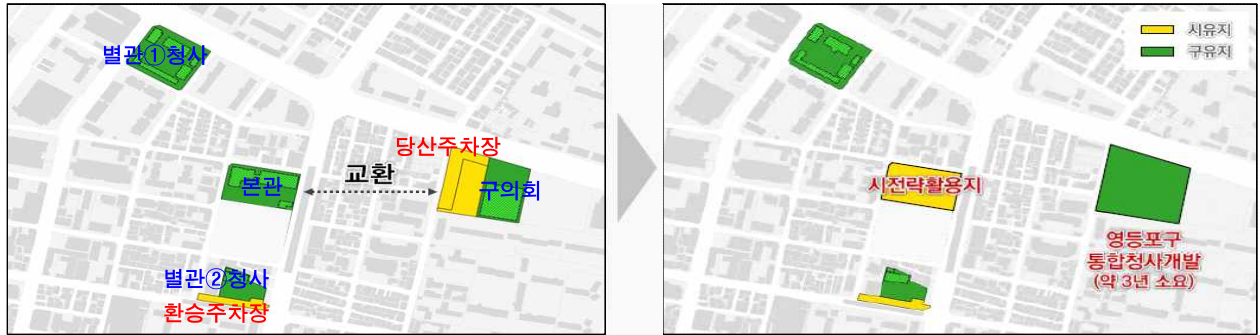 별관①청사
당산주차장
교환
본관
구의회
별관②청사
환승주차장
시유지
구유지
시전략활용지
영등포구
통합청사개발
(약 3년 소요)